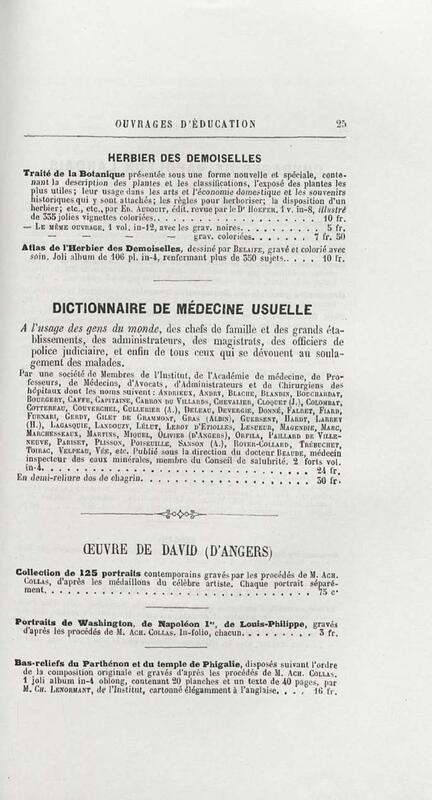 OUVRAGES D'ÉDUCATION 25
HERBIER DES DEMOISELLES
Traité de la Botanique présentée sous une forme nouvelle et spéciale, conte-
nant la description des plantes et les classifications, l'exposé des plantes les
plus utiles; leur usage dans les arts et l'économie domestique et les souvenirs
historiques qui y sont attachés; les règles pour herboriser; la disposition d'un
herbier; etc., etc., par ED. AUDOUIT, édit. revue par le Dr HOEFER. 1 v. in-8, illustré
de 335 jolies vignettes coloriées. . . . . . . . . . . . . . . . 10 fr.
— LE MÊME OUVRAGE, 1 vol. in-12, avec les grav. noires. . . . . . . . . 5 fr.
— — — grav. coloriées. . . . . . . 7 fr. 50
Atlas de l'Herbier des Demoiselles, dessiné par BELAIFE, gravé et colorié avec
soin. Joli album de 106 pl. in-4, renfermant plus de 350 sujets. . . . . 10 fr.
DICTIONNAIRE DE MÉDECINE USUELLE
A l'usage des gens du monde, des chefs de famille et des grands éta-
blissements, des administrateurs, des magistrats, des officiers de
police judiciaire, et enfin de tous ceux qui se dévouent au soula-
gement des malades.
Par une société de Membres de l'Institut, de l'Académie de médecine, de Pro-
fesseurs, de Médecins, d'Avocats, d'Administrateurs et de Chirurgiens des
hôpitaux dont les noms suivent: ANDRIEUX, ANDRY, BLACHE, BLANDIN, BOUCHARDAT,
BOURGERY, CAFFE, CAPITAINE, CARRON DU VILLARDS, CHEVALIER, CLOQUET (J.), COLOMBAT,
COTTEREAU, COUVERCHEL, CULLERIER (A.), DELEAU, DEVERGIE, DONNÉ, FALRET, FIARD,
FURNARI, GERDY, GILET DE GRAMMONT, GRAS (ALBIN), GUERSENT, HARDY, LARREY
(H.), LAGASQUIE, LANDOUZY, LÉLUT, LEROY D'ETIOLLES, LESUEUR, MAGENDIE, MARC,
MARCHESSEAUX, MARTINS, MIQUEL, OLIVIER (D'ANGERS), ORFILA, PAILLARD DE VILLE-
NEUVE, PARISET, PLISSON, POISEUILLE, SANSON (A.), ROYER-COLLARD, TRÉBUCHET,
TOIRAC, VELPEAU, VÉE, etc. Publié sous la direction du docteur BEAUDE, médecin
inspecteur des eaux minérales, membre du Conseil de salubrité. 2 forts vol.
in-4. . . . . . . . . . . . . . . . . . . . . . . 24 fr.
En demi-reliure dos de chagrin. . . . . . . . . . . . . . . 30 fr.
ŒUVRE DE DAVID (D'ANGERS)
Collection de 125 portraits contemporains gravés par les procédés de M. ACH.
COLLAS, d'après les médaillons du célèbre artiste. Chaque portrait séparé-
ment. . . . . . . . . . . . . . . . . . . . . . . 75 c.
Portraits de Washington, de Napoléon Ier, de Louis-Philippe, gravés
d'après les procédés de M. ACH. COLLAS. In-folio, chacun. . . . . . . . . 3 fr.
Bas-reliefs du Parthénon et du temple de Phigalie, disposés suivant l'ordre
de la composition originale et gravés d'après les procédés de M. ACH. COLLAS.
1 joli album in-4 oblong, contenant 20 planches et un texte de 40 pages, par
M. CH. LENORMANT, de l'Institut, cartonné élégamment à l'anglaise. . . . 16 fr.